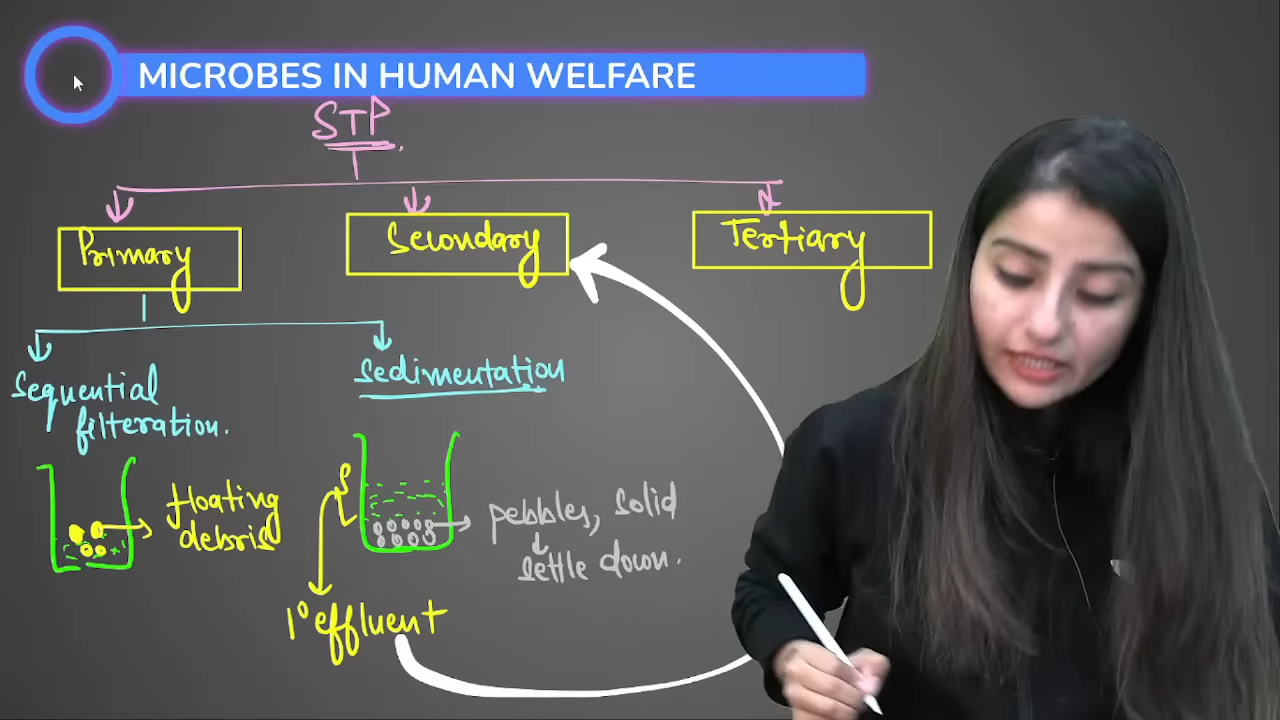 MICROBES IN HUMAN WELFARE
STP
Primary
Secondary
Tertiary
Sequential
filteration.
Sedimentation
floating
debris
pebbles, solid
settle down.
1° effluent